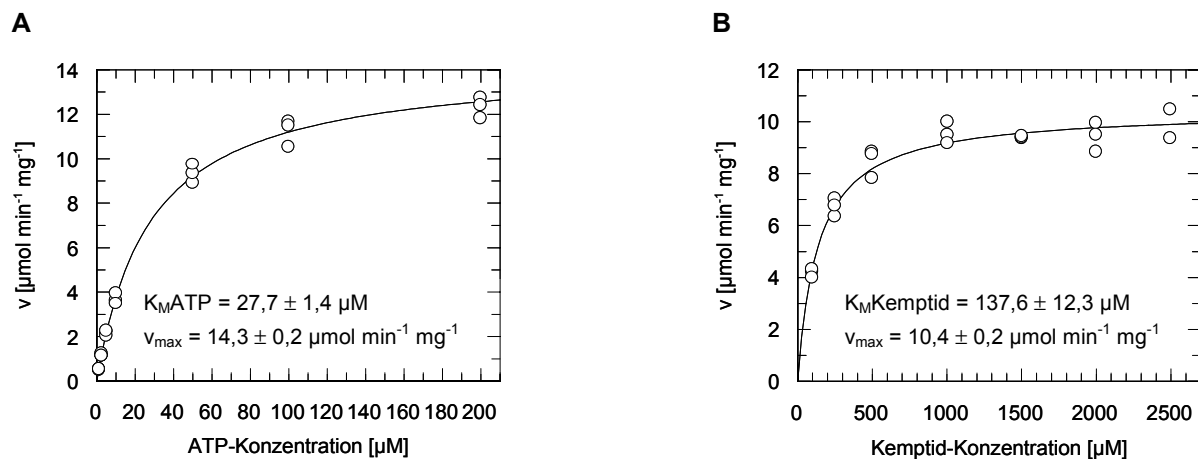 A
14
12
10
8
6
4
2
0
v [µmol min⁻¹ mg⁻¹]
K_MATP = 27,7 ± 1,4 µM
v_max = 14,3 ± 0,2 µmol min⁻¹ mg⁻¹
0 20 40 60 80 100 120 140 160 180 200
ATP-Konzentration [µM]
B
12
10
8
6
4
2
0
v [µmol min⁻¹ mg⁻¹]
K_MKemptid = 137,6 ± 12,3 µM
v_max = 10,4 ± 0,2 µmol min⁻¹ mg⁻¹
0 500 1000 1500 2000 2500
Kemptid-Konzentration [µM]